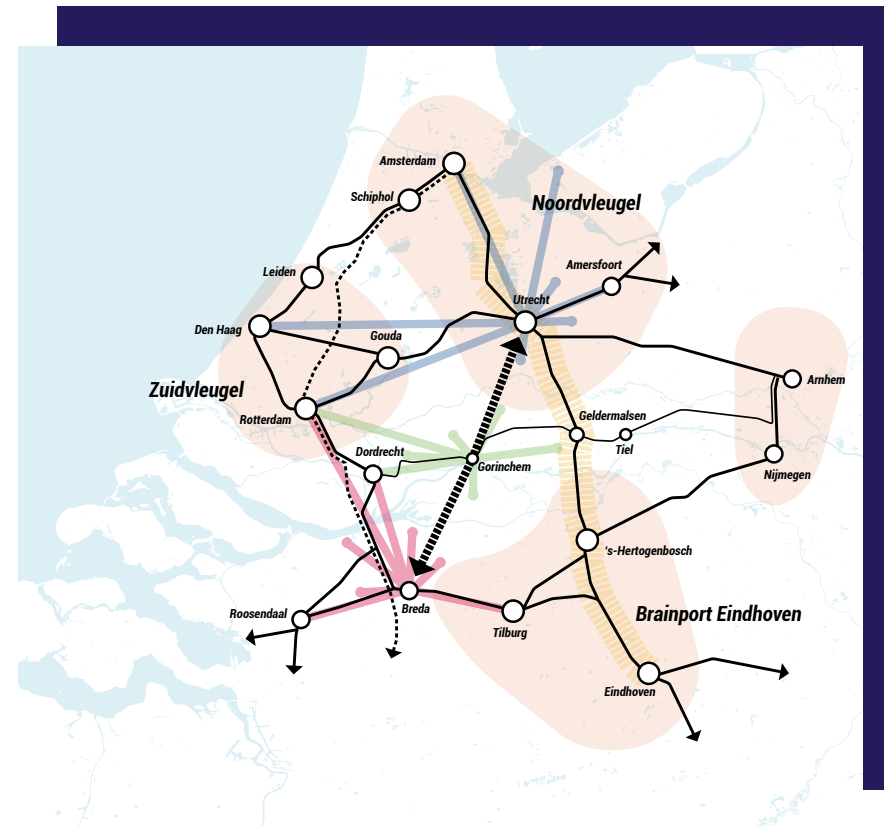 Amsterdam
Schiphol
Noordvleugel
Amersfoort
Leiden
Utrecht
Den Haag
Gouda
Zuidvleugel
Arnhem
Rotterdam
Geldermalsen
Dordrecht
Tiel
Gorinchem
Nijmegen
's-Hertogenbosch
Breda
Roosendaal
Brainport Eindhoven
Tilburg
Eindhoven